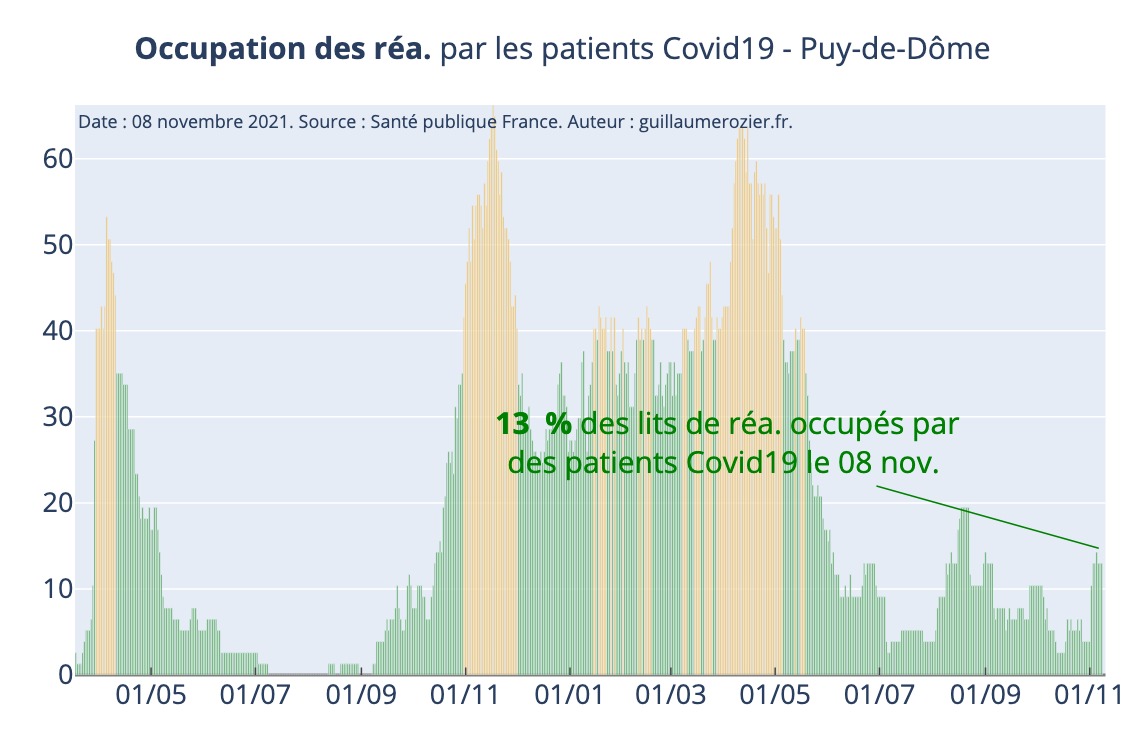 Occupation des réa. par les patients Covid19 - Puy-de-Dôme
Date : 08 novembre 2021. Source : Santé publique France. Auteur : guillaumerozier.fr.
60
50
40
30
20
10
0
13 % des lits de réa. occupés par
des patients Covid19 le 08 nov.
01/05 01/07 01/09 01/11 01/01 01/03 01/05 01/07 01/09 01/11